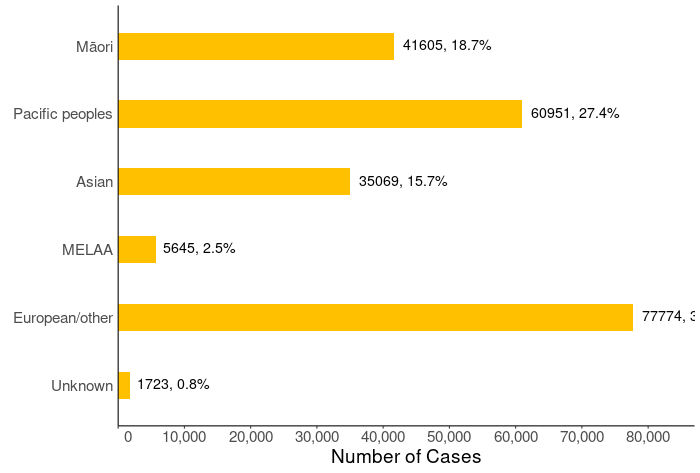 Māori 41605, 18.7%
Pacific peoples 60951, 27.4%
Asian 35069, 15.7%
MELAA 5645, 2.5%
European/other 77774, 3
Unknown 1723, 0.8%
0 10,000 20,000 30,000 40,000 50,000 60,000 70,000 80,000
Number of Cases